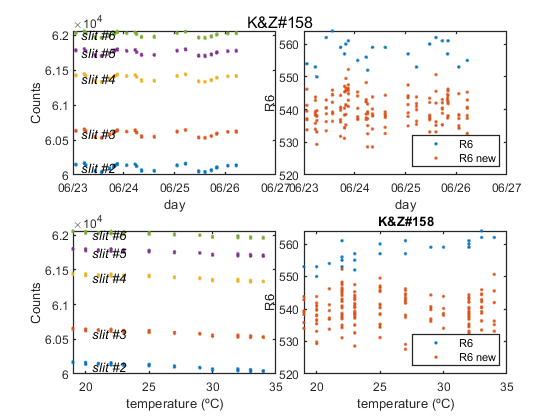 K&Z#158
×10⁴
6.2
6.15
6.1
6.05
6
Counts
slit #6
slit #5
slit #4
slit #3
slit #2
06/23 06/24 06/25 06/26 06/27
day
560
550
540
530
520
R6
R6
R6 new
06/23 06/24 06/25 06/26 06/27
day
×10⁴
6.2
6.15
6.1
6.05
6
Counts
slit #6
slit #5
slit #4
slit #3
slit #2
20 25 30 35
temperature (ºC)
K&Z#158
560
550
540
530
520
R6
R6
R6 new
20 25 30 35
temperature (ºC)